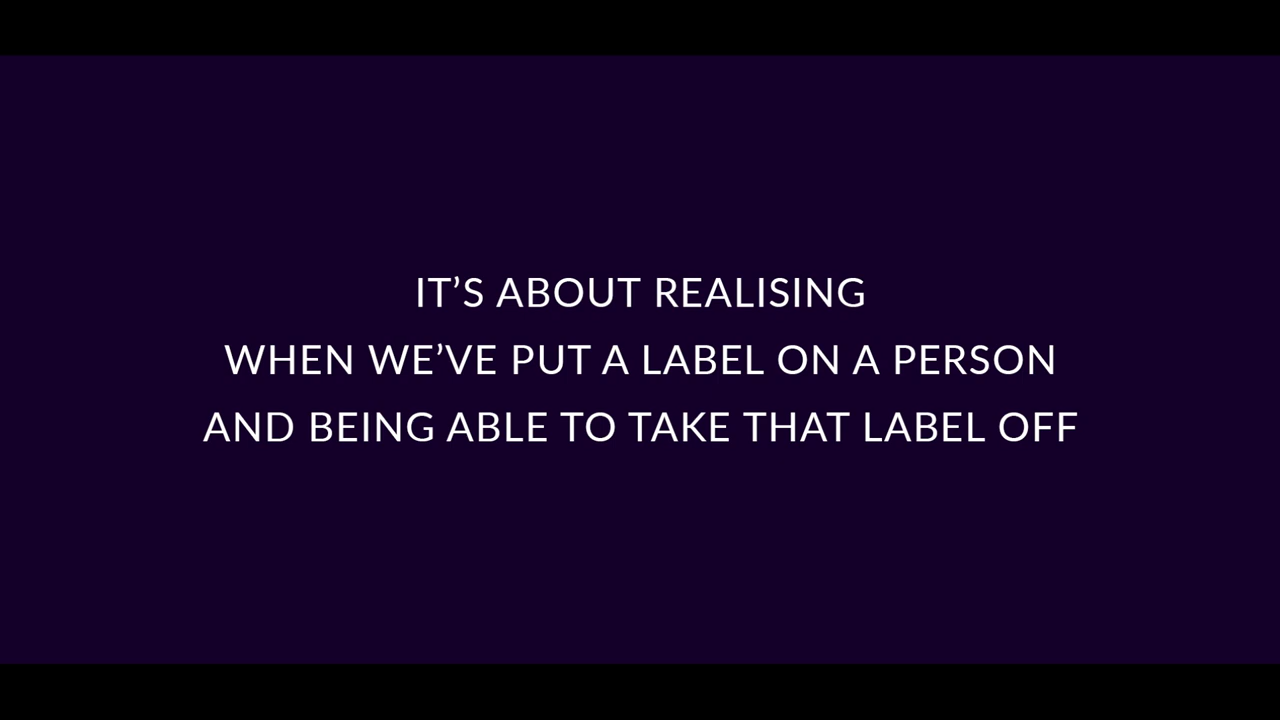 IT’S ABOUT REALISING
WHEN WE’VE PUT A LABEL ON A PERSON
AND BEING ABLE TO TAKE THAT LABEL OFF